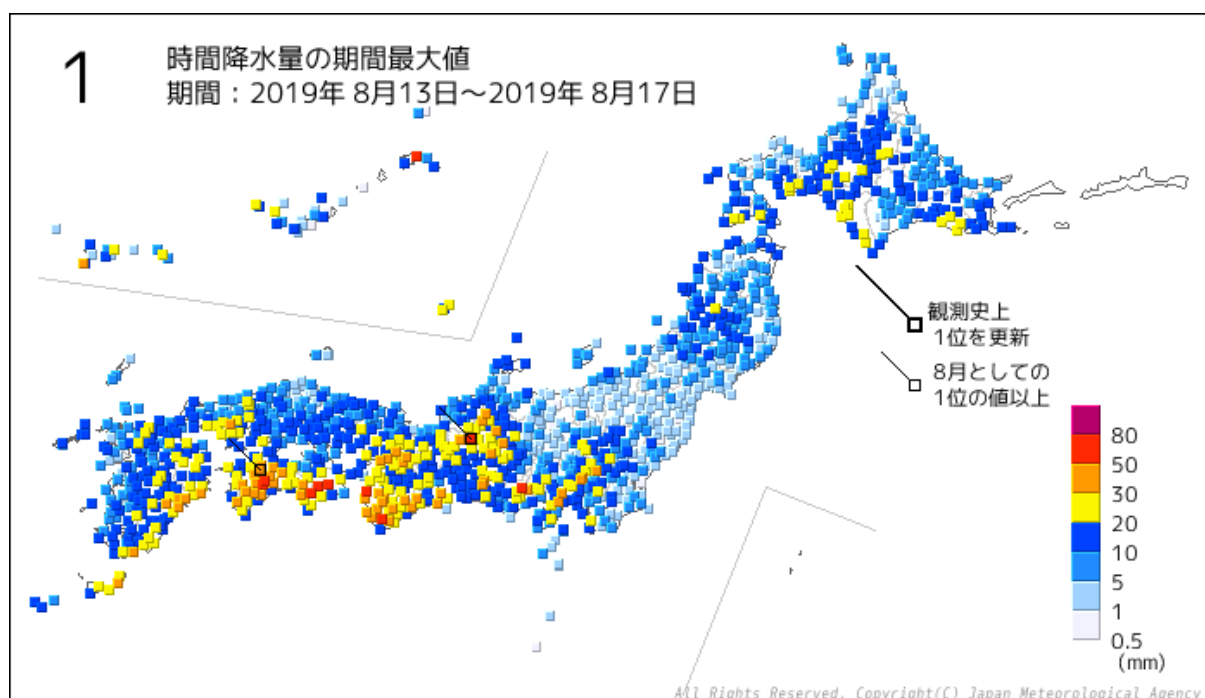 1 時間降水量の期間最大値
期間：2019年 8月13日～2019年 8月17日
観測史上
1位を更新
8月としての
1位の値以上
80
50
30
20
10
5
1
0.5
(mm)
All Rights Reserved. Copyright(C) Japan Meteorological Agency